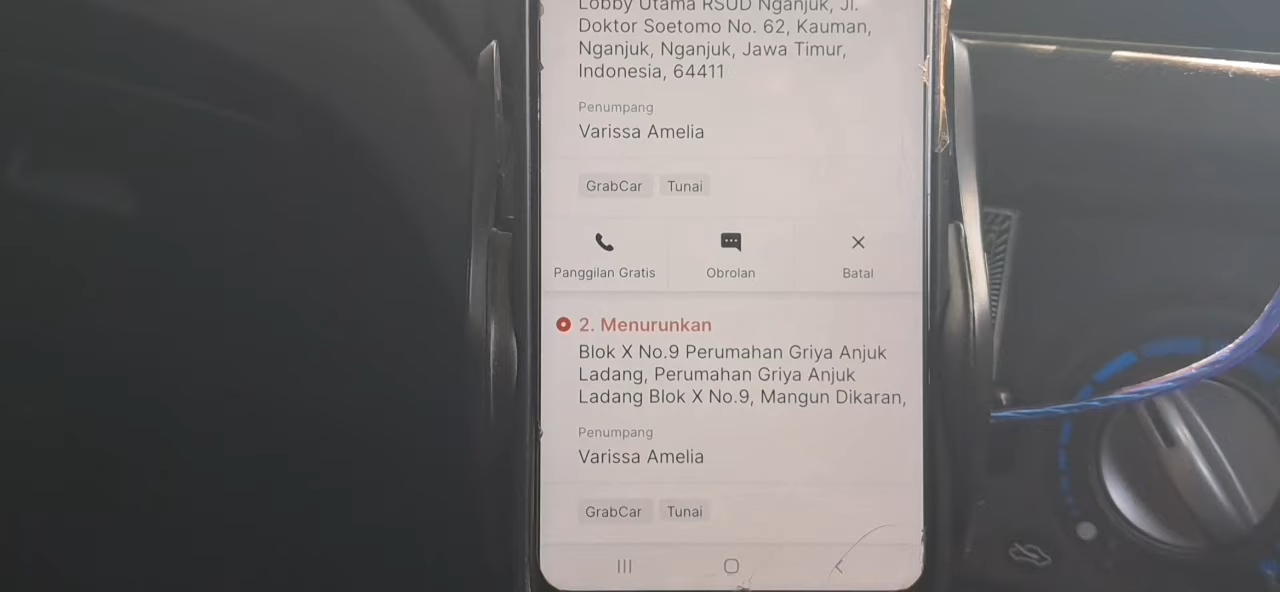 Lobby Utama RSUD Nganjuk, Jl.
Doktor Soetomo No. 62, Kauman,
Nganjuk, Nganjuk, Jawa Timur,
Indonesia, 64411
Penumpang
Varissa Amelia
GrabCar Tunai
Panggilan Gratis Obrolan Batal
2. Menurunkan
Blok X No.9 Perumahan Griya Anjuk
Ladang, Perumahan Griya Anjuk
Ladang Blok X No.9, Mangun Dikaran,
Penumpang
Varissa Amelia
GrabCar Tunai